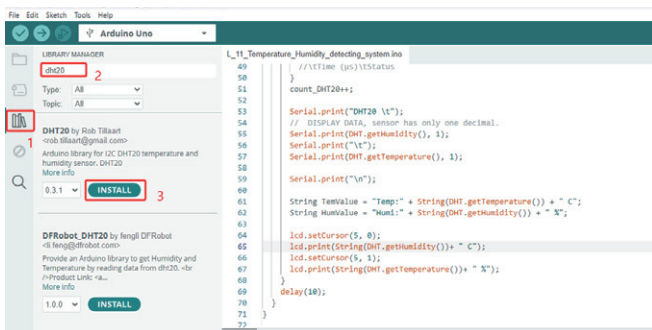 File Edit Sketch Tools Help
Arduino Uno
LIBRARY MANAGER
dht20
2
Type: All
Topic: All
1
DHT20 by Rob Tillaart
<rob.tillaart@gmail.com>
Arduino library for I2C DHT20 temperature and
humidity sensor. DHT20
More info
0.3.1 INSTALL
3
DFRobot_DHT20 by fengli DFRobot
<li.feng@dfrobot.com>
Provide an Arduino library to get Humidity and
Temperature by reading data from dht20. <br
/>Product Link: <a...
More info
1.0.0 INSTALL
L_11_Temperature_Humidity_detecting_system.ino
49 //\tTime (µs)\tStatus
50 }
51 count_DHT20++;
52
53 Serial.print("DHT20 \t");
54 // DISPLAY DATA, sensor has only one decimal.
55 Serial.print(DHT.getHumidity(), 1);
56 Serial.print("\t");
57 Serial.print(DHT.getTemperature(), 1);
58
59 Serial.print("\n");
60
61 String TemValue = "Temp:" + String(DHT.getTemperature()) + " C";
62 String HumValue = "Humi:" + String(DHT.getHumidity()) + " %";
63
64 lcd.setCursor(5, 0);
65 lcd.print(String(DHT.getHumidity())+ " C");
66 lcd.setCursor(5, 1);
67 lcd.print(String(DHT.getTemperature())+ " %");
68 }
69 delay(10);
70 }
71 }
72